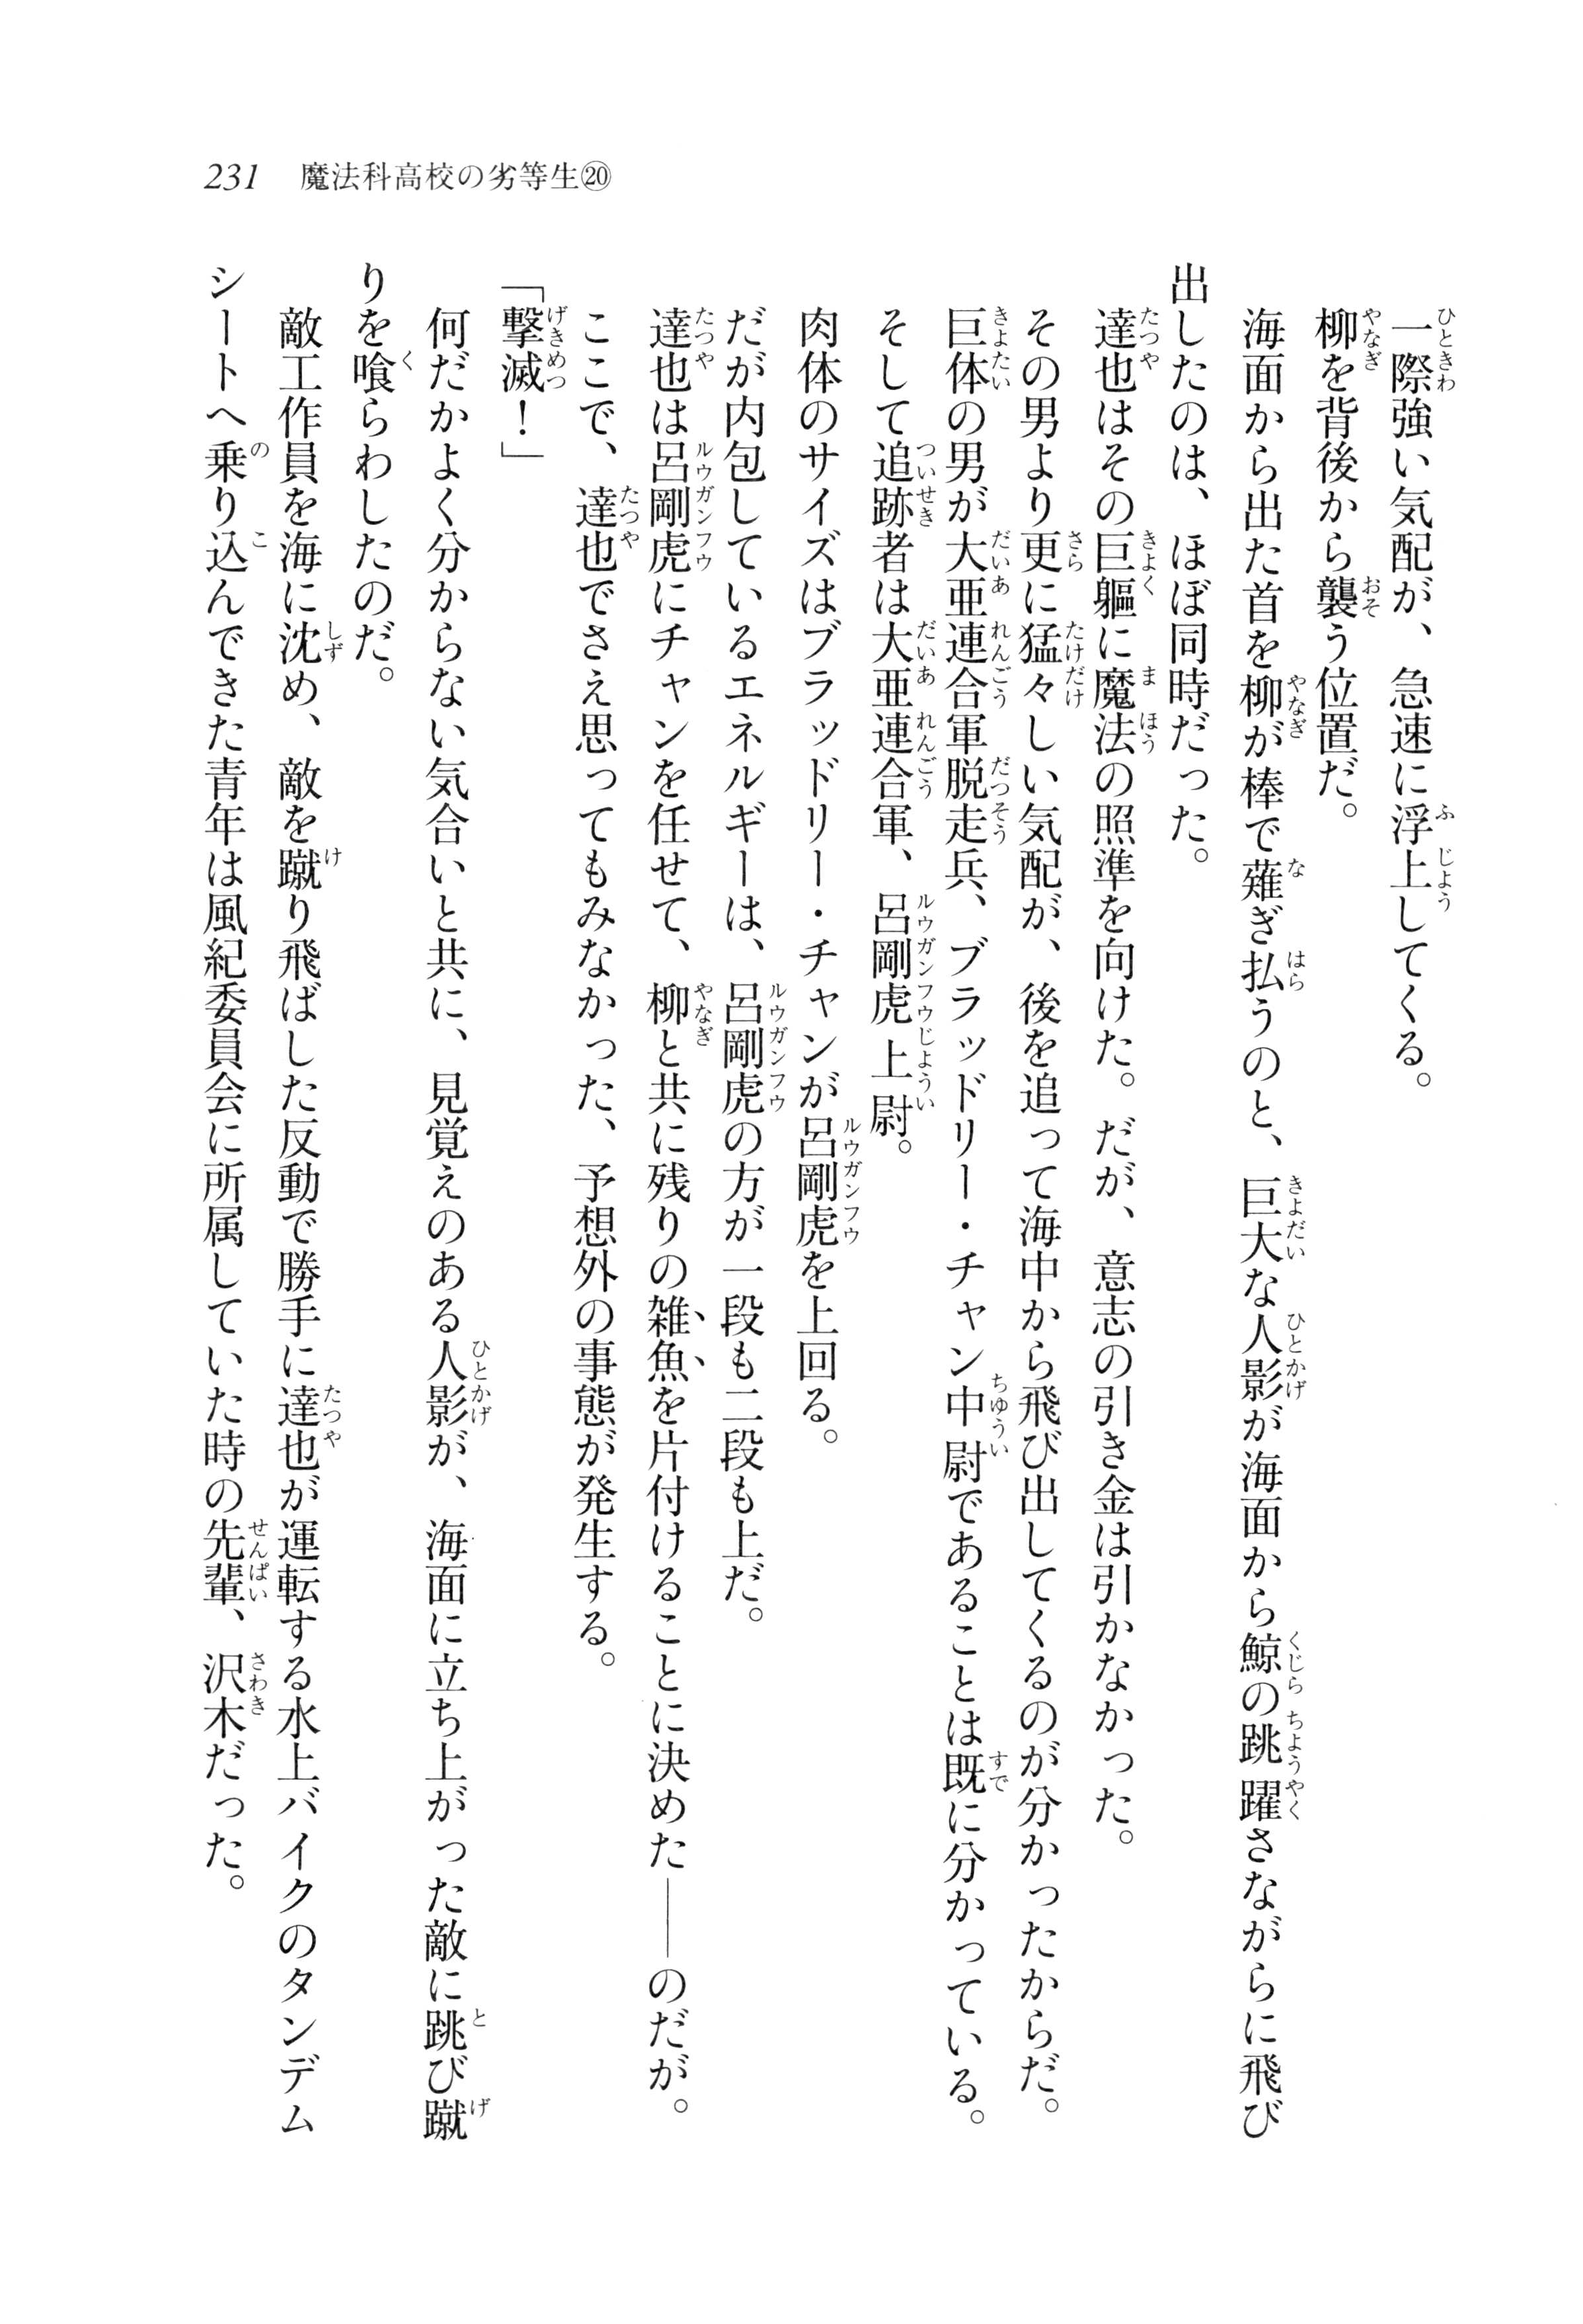 231　魔法科高校の劣等生⑳
　一際強い気配が、急速に浮上してくる。
　柳を背後から襲う位置だ。
　海面から出た首を柳が棒で薙ぎ払うのと、巨大な人影が海面から鯨の跳躍さながらに飛び
出したのは、ほぼ同時だった。
　達也はその巨軀に魔法の照準を向けた。だが、意志の引き金は引かなかった。
　その男より更に猛々しい気配が、後を追って海中から飛び出してくるのが分かったからだ。
　巨体の男が大亜連合軍脱走兵、ブラッドリー・チャン中尉であることは既に分かっている。
　そして追跡者は大亜連合軍、呂剛虎上尉。
　肉体のサイズはブラッドリー・チャンが呂剛虎を上回る。
　だが内包しているエネルギーは、呂剛虎の方が一段も二段も上だ。
　達也は呂剛虎にチャンを任せて、柳と共に残りの雑魚を片付けることに決めた――のだが。
　ここで、達也でさえ思ってもみなかった、予想外の事態が発生する。
「撃滅！」
　何だかよく分からない気合いと共に、見覚えのある人影が、海面に立ち上がった敵に跳び蹴
りを喰らわしたのだ。
　敵工作員を海に沈め、敵を蹴り飛ばした反動で勝手に達也が運転する水上バイクのタンデム
シートへ乗り込んできた青年は風紀委員会に所属していた時の先輩、沢木だった。